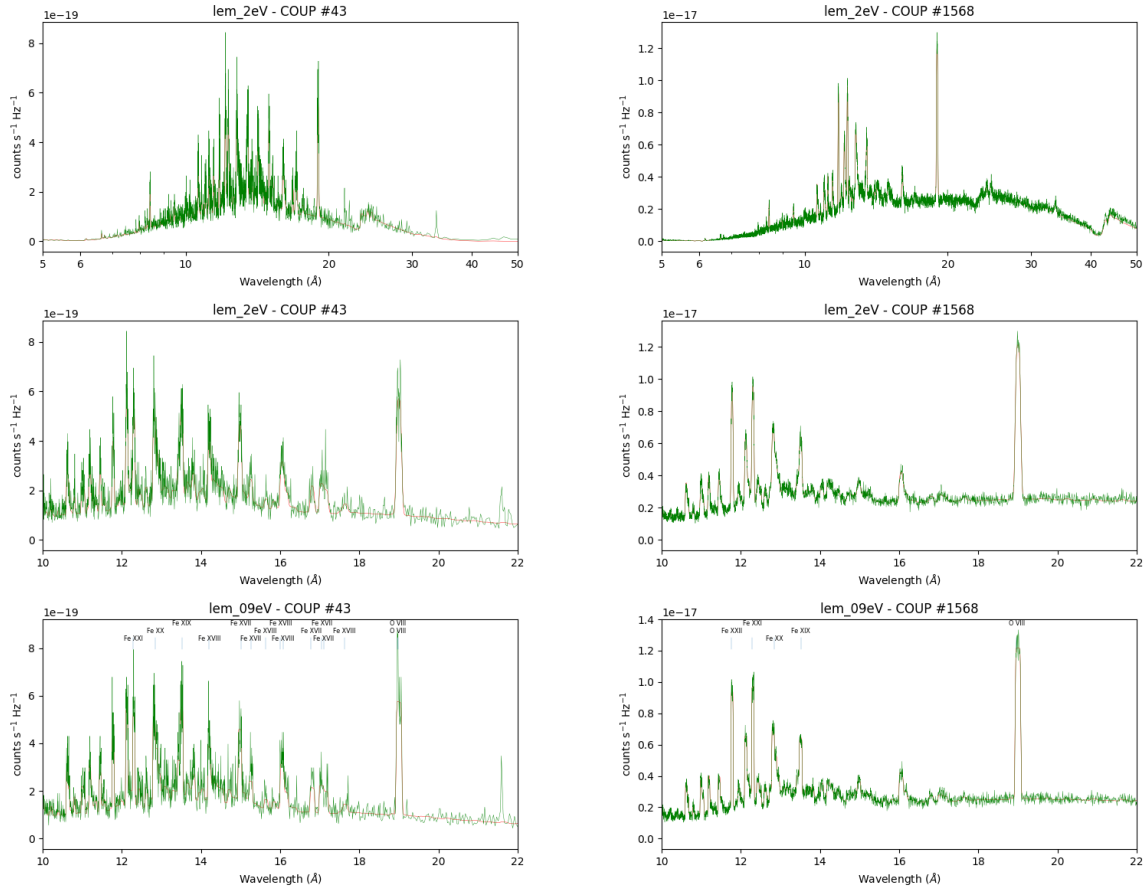 lem_2eV - COUP #43
1e−19
counts s⁻¹ Hz⁻¹
8
6
4
2
0
5
6
10
20
30
40
50
Wavelength (Å)
lem_2eV - COUP #1568
1e−17
counts s⁻¹ Hz⁻¹
1.2
1.0
0.8
0.6
0.4
0.2
0.0
5
6
10
20
30
40
50
Wavelength (Å)
lem_2eV - COUP #43
1e−19
counts s⁻¹ Hz⁻¹
8
6
4
2
0
10
12
14
16
18
20
22
Wavelength (Å)
lem_2eV - COUP #1568
1e−17
counts s⁻¹ Hz⁻¹
1.2
1.0
0.8
0.6
0.4
0.2
0.0
10
12
14
16
18
20
22
Wavelength (Å)
lem_09eV - COUP #43
1e−19
Fe XIX Fe XVII Fe XVIII Fe XVII O VIII
Fe XX Fe XVIII Fe XVII Fe XVIII O VIII
Fe XXI Fe XVIII Fe XVII Fe XVIII Fe XVII
counts s⁻¹ Hz⁻¹
8
6
4
2
0
10
12
14
16
18
20
22
Wavelength (Å)
lem_09eV - COUP #1568
1e−17
Fe XXI O VIII
Fe XXII Fe XIX
Fe XX
counts s⁻¹ Hz⁻¹
1.4
1.2
1.0
0.8
0.6
0.4
0.2
0.0
10
12
14
16
18
20
22
Wavelength (Å)